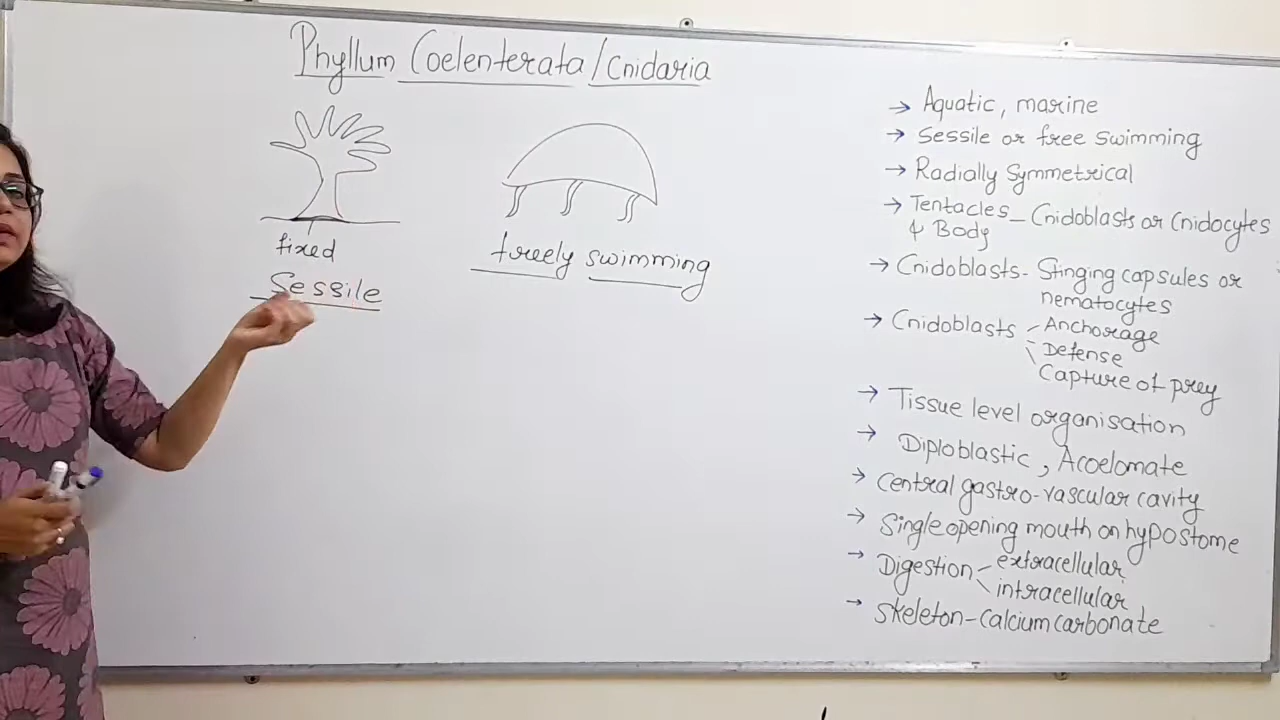 Phyllum Coelenterata/Cnidaria
fixed
Sessile
freely swimming
→ Aquatic, marine
→ Sessile or free swimming
→ Radially Symmetrical
→ Tentacles - Cnidoblasts or Cnidocytes
& Body
→ Cnidoblasts - Stinging capsules or
nematocytes
→ Cnidoblasts - Anchorage
- Defense
\ Capture of prey
→ Tissue level organisation
→ Diploblastic, Acoelomate
→ Central gastro-vascular cavity
→ Single opening mouth on hypostome
→ Digestion - extracellular
\ intracellular
→ Skeleton - Calcium carbonate